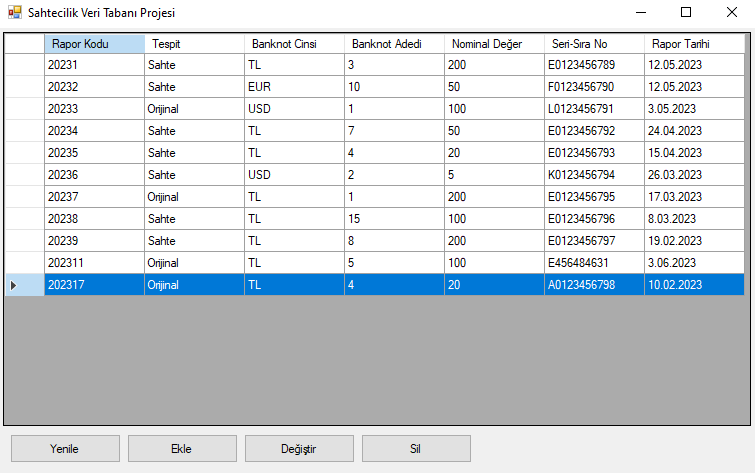 Sahtecilik Veri Tabanı Projesi
Rapor Kodu Tespit Banknot Cinsi Banknot Adedi Nominal Değer Seri-Sıra No Rapor Tarihi
20231 Sahte TL 3 200 E0123456789 12.05.2023
20232 Sahte EUR 10 50 F0123456790 12.05.2023
20233 Orijinal USD 1 100 L0123456791 3.05.2023
20234 Sahte TL 7 50 E0123456792 24.04.2023
20235 Sahte TL 4 20 E0123456793 15.04.2023
20236 Sahte USD 2 5 K0123456794 26.03.2023
20237 Orijinal TL 1 200 E0123456795 17.03.2023
20238 Sahte TL 15 100 E0123456796 8.03.2023
20239 Sahte TL 8 200 E0123456797 19.02.2023
202311 Orijinal TL 5 100 E456484631 3.06.2023
202317 Orijinal TL 4 20 A0123456798 10.02.2023
Yenile Ekle Değiştir Sil